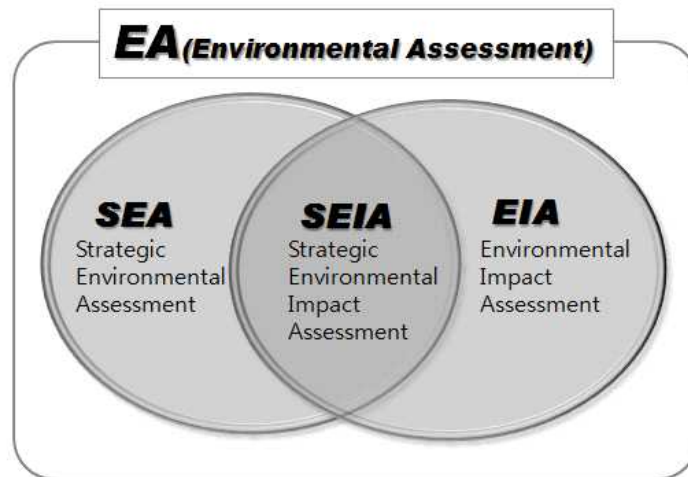 EA (Environmental Assessment)
SEA
Strategic
Environmental
Assessment
SEIA
Strategic
Environmental
Impact
Assessment
EIA
Environmental
Impact
Assessment